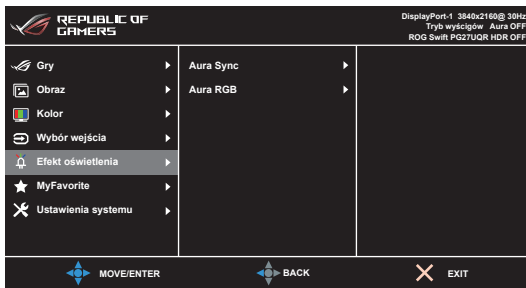 REPUBLIC OF
GAMERS
DisplayPort-1 3840x2160@ 30Hz
Tryb wyścigów Aura OFF
ROG Swift PG27UQR HDR OFF
Gry
Obraz
Kolor
Wybór wejścia
Efekt oświetlenia
MyFavorite
Ustawienia systemu
Aura Sync
Aura RGB
MOVE/ENTER
BACK
EXIT